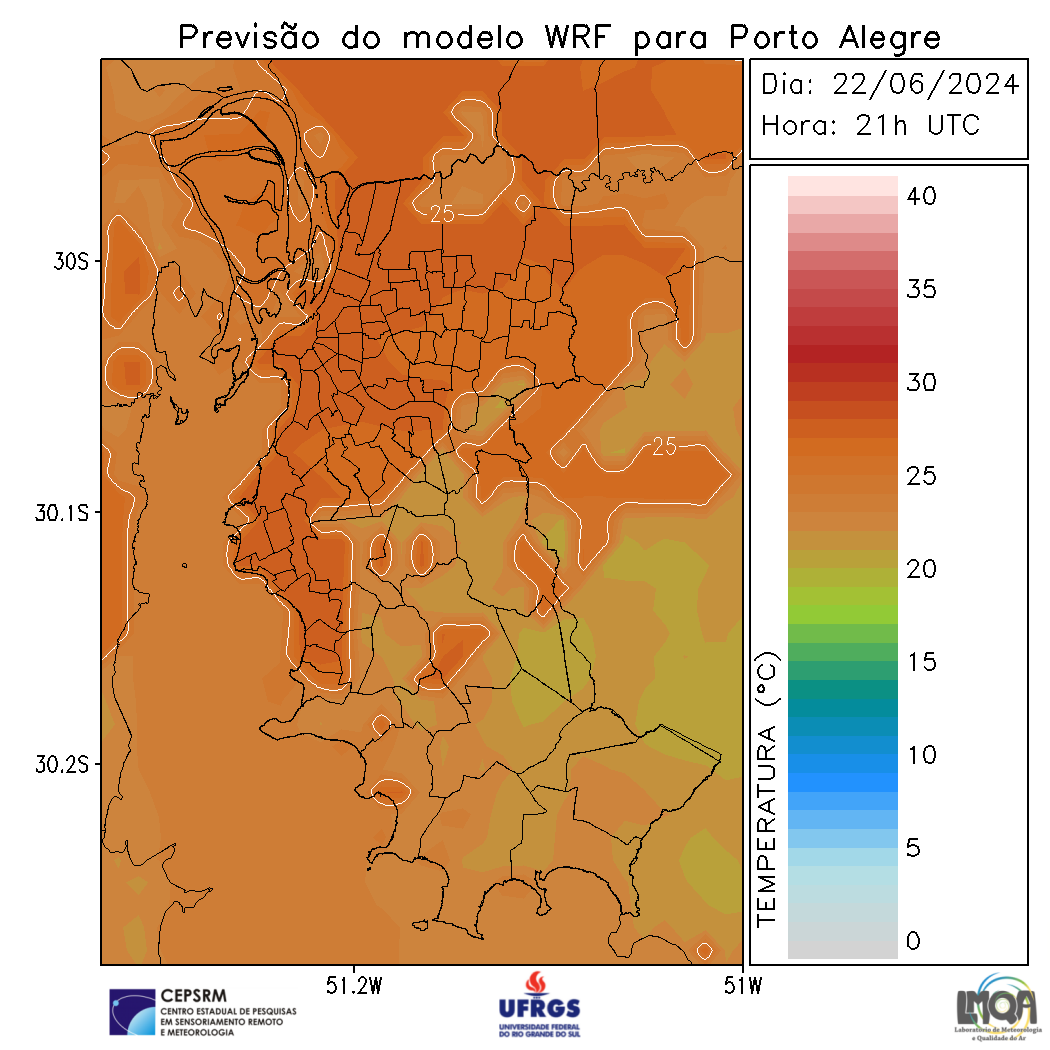 Previsão do modelo WRF para Porto Alegre
Dia: 22/06/2024
Hora: 21h UTC
40
35
30
25
20
15
10
5
0
TEMPERATURA (°C)
30S
30.1S
30.2S
51.2W
51W
25
25
CEPSRM
CENTRO ESTADUAL DE PESQUISAS
EM SENSORIAMENTO REMOTO
E METEOROLOGIA
UFRGS
UNIVERSIDADE FEDERAL
DO RIO GRANDE DO SUL
LMQA
Laboratório de Meteorologia
e Qualidade do Ar